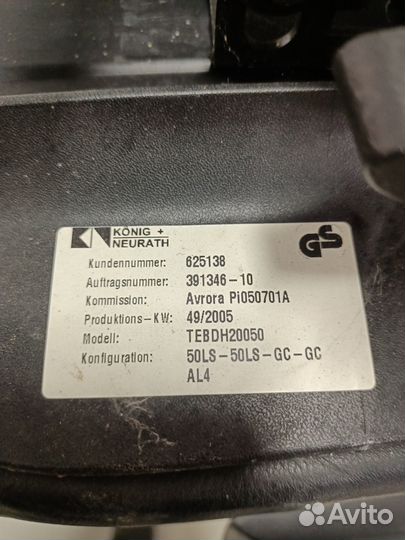 KÖNIG +
NEURATH
GS
Kundennummer: 625138
Auftragsnummer: 391346-10
Kommission: Avrora Pi050701A
Produktions-KW: 49/2005
Modell: TEBDH20050
Konfiguration: 50LS-50LS-GC-GC
AL4
Avito